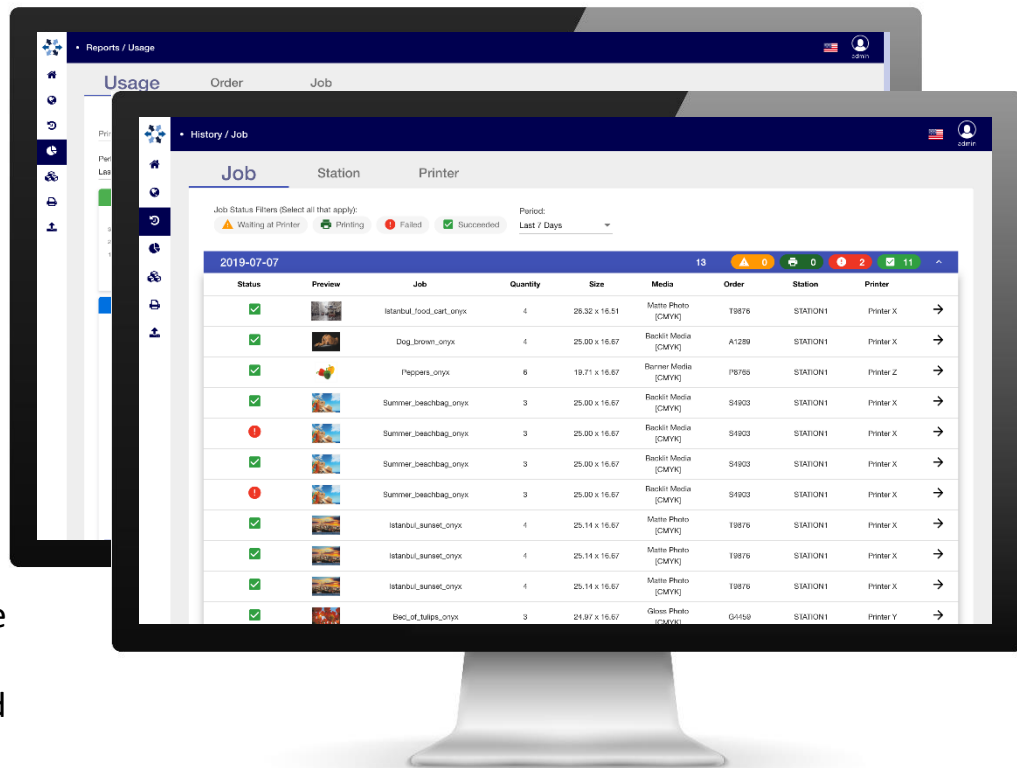 Reports / Usage
admin
Usage Order Job
History / Job
admin
Job Station Printer
Job Status Filters (Select all that apply):
Waiting at Printer Printing Failed Succeeded
Period:
Last 7 Days
2019-07-07 13 0 0 2 11
Status Preview Job Quantity Size Media Order Station Printer
Istanbul_food_cart_onyx 4 26.32 x 16.51 Matte Photo [CMYK] T9876 STATION1 Printer X
Dog_brown_onyx 4 25.00 x 16.67 Backlit Media [CMYK] A1289 STATION1 Printer X
Peppers_onyx 6 19.71 x 16.67 Banner Media [CMYK] P8765 STATION1 Printer Z
Summer_beachbag_onyx 3 25.00 x 16.67 Backlit Media [CMYK] S4903 STATION1 Printer X
Summer_beachbag_onyx 3 25.00 x 16.67 Backlit Media [CMYK] S4903 STATION1 Printer X
Summer_beachbag_onyx 3 25.00 x 16.67 Backlit Media [CMYK] S4903 STATION1 Printer X
Summer_beachbag_onyx 3 25.00 x 16.67 Backlit Media [CMYK] S4903 STATION1 Printer X
Istanbul_sunset_onyx 4 25.14 x 16.67 Matte Photo [CMYK] T9876 STATION1 Printer X
Istanbul_sunset_onyx 4 25.14 x 16.67 Matte Photo [CMYK] T9876 STATION1 Printer X
Istanbul_sunset_onyx 4 25.14 x 16.67 Matte Photo [CMYK] T9876 STATION1 Printer X
Bed_of_tulips_onyx 3 24.97 x 16.67 Gloss Photo [CMYK] G4459 STATION1 Printer Y